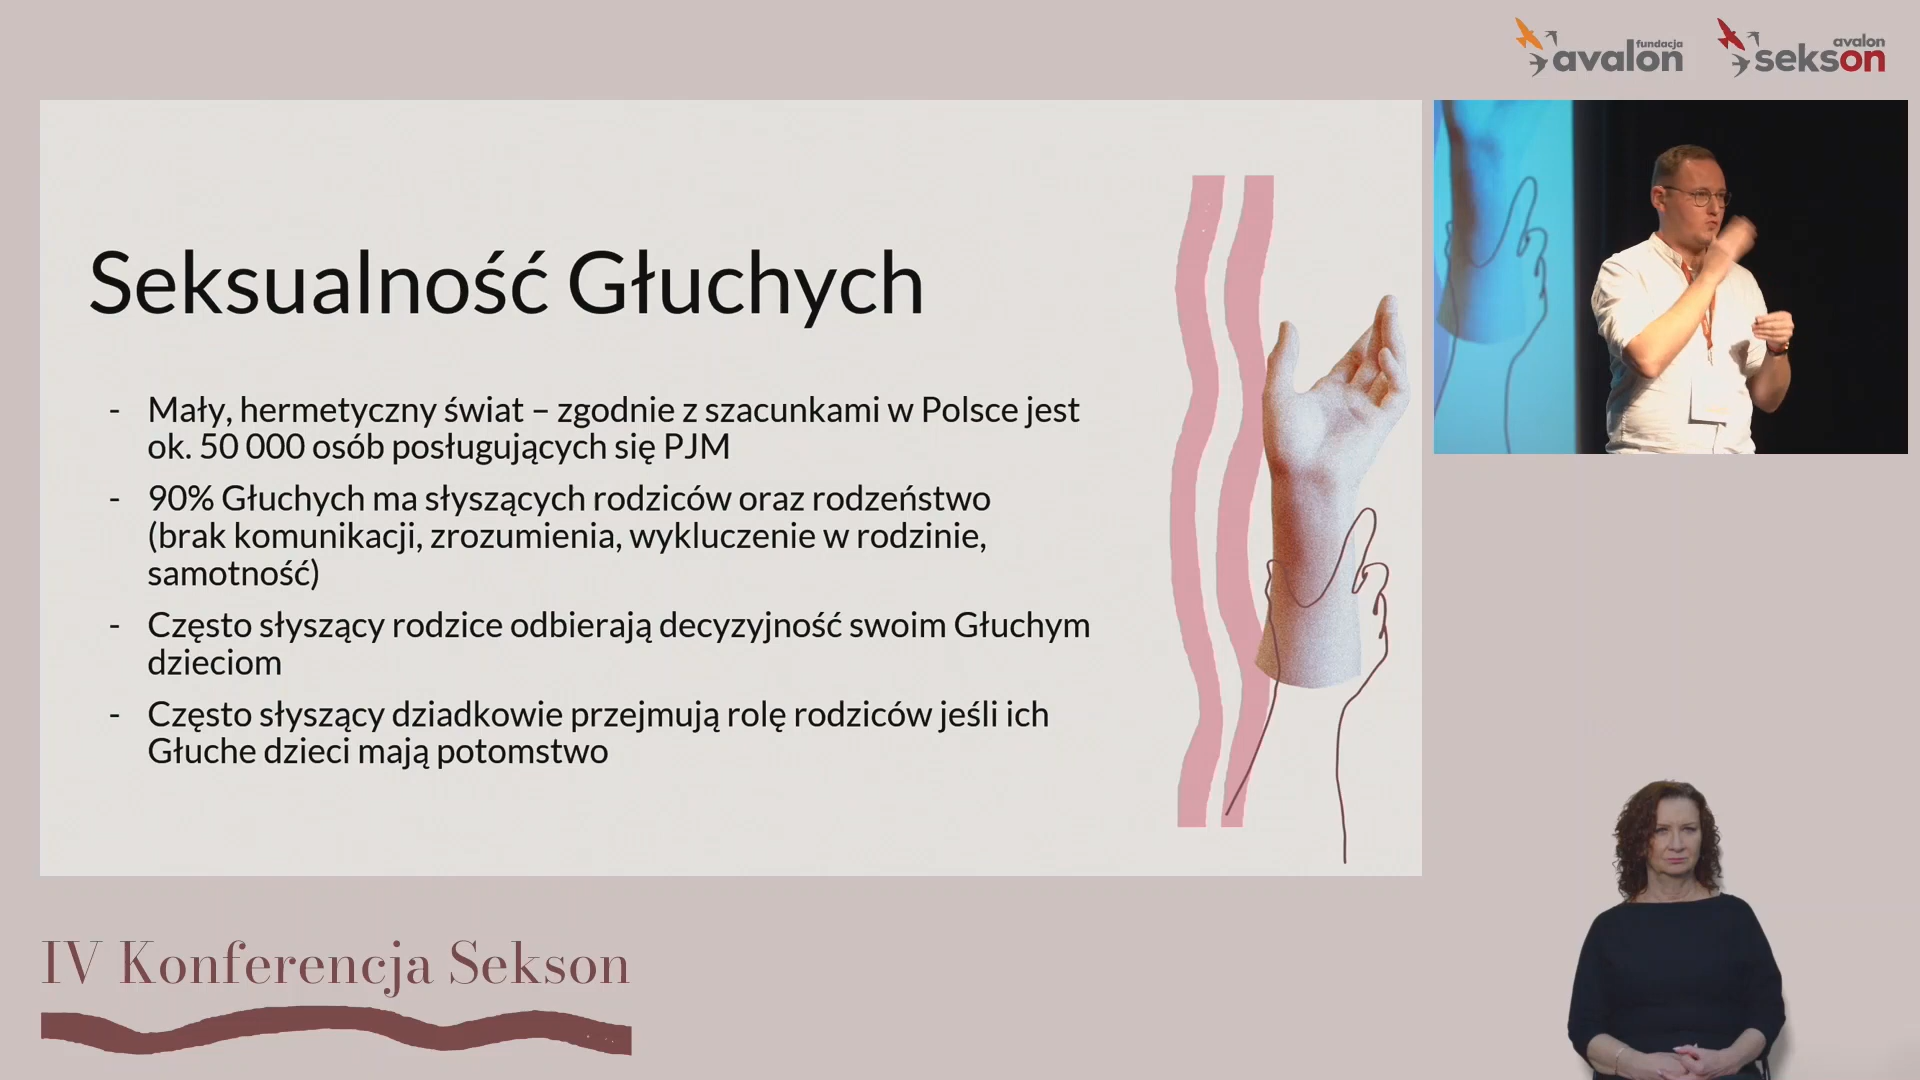 fundacja
avalon
avalon
sekson
Seksualność Głuchych
- Mały, hermetyczny świat – zgodnie z szacunkami w Polsce jest
ok. 50 000 osób posługujących się PJM
- 90% Głuchych ma słyszących rodziców oraz rodzeństwo
(brak komunikacji, zrozumienia, wykluczenie w rodzinie,
samotność)
- Często słyszący rodzice odbierają decyzyjność swoim Głuchym
dzieciom
- Często słyszący dziadkowie przejmują rolę rodziców jeśli ich
Głuche dzieci mają potomstwo
IV Konferencja Sekson